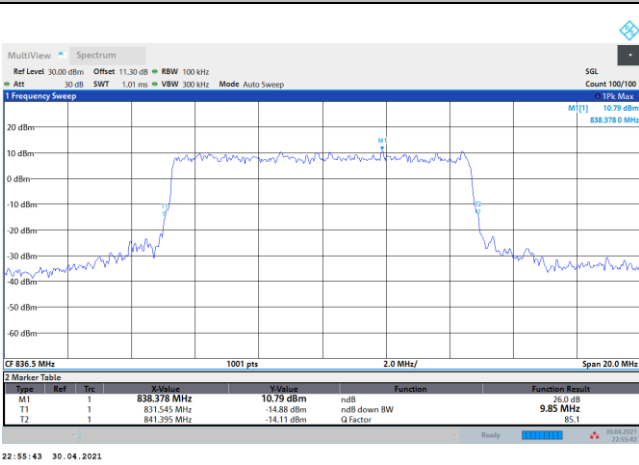 MultiView Spectrum
Ref Level 30.00 dBm Offset 11.30 dB RBW 100 kHz SGL
Att 30 dB SWT 1.01 ms VBW 300 kHz Mode Auto Sweep Count 100/100
1 Frequency Sweep 1Pk Max
M1[1] 10.79 dBm
838.378 0 MHz
20 dBm
M1
10 dBm
0 dBm
-10 dBm
T1 T2
-20 dBm
-30 dBm
-40 dBm
-50 dBm
-60 dBm
CF 836.5 MHz 1001 pts 2.0 MHz/ Span 20.0 MHz
2 Marker Table
Type Ref Trc X-Value Y-Value Function Function Result
M1 1 838.378 MHz 10.79 dBm ndB 26.0 dB
T1 1 831.545 MHz -14.88 dBm ndB down BW 9.85 MHz
T2 1 841.395 MHz -14.11 dBm Q Factor 85.1
Ready 30.04.2021
22:55:42
22:55:43 30.04.2021